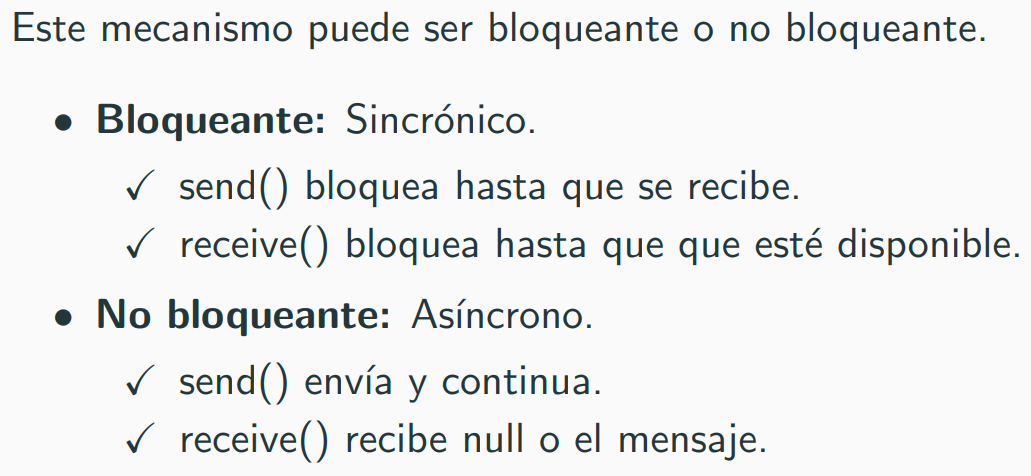 Este mecanismo puede ser bloqueante o no bloqueante.
• Bloqueante: Sincrónico.
✓ send() bloquea hasta que se recibe.
✓ receive() bloquea hasta que que esté disponible.
• No bloqueante: Asíncrono.
✓ send() envía y continua.
✓ receive() recibe null o el mensaje.